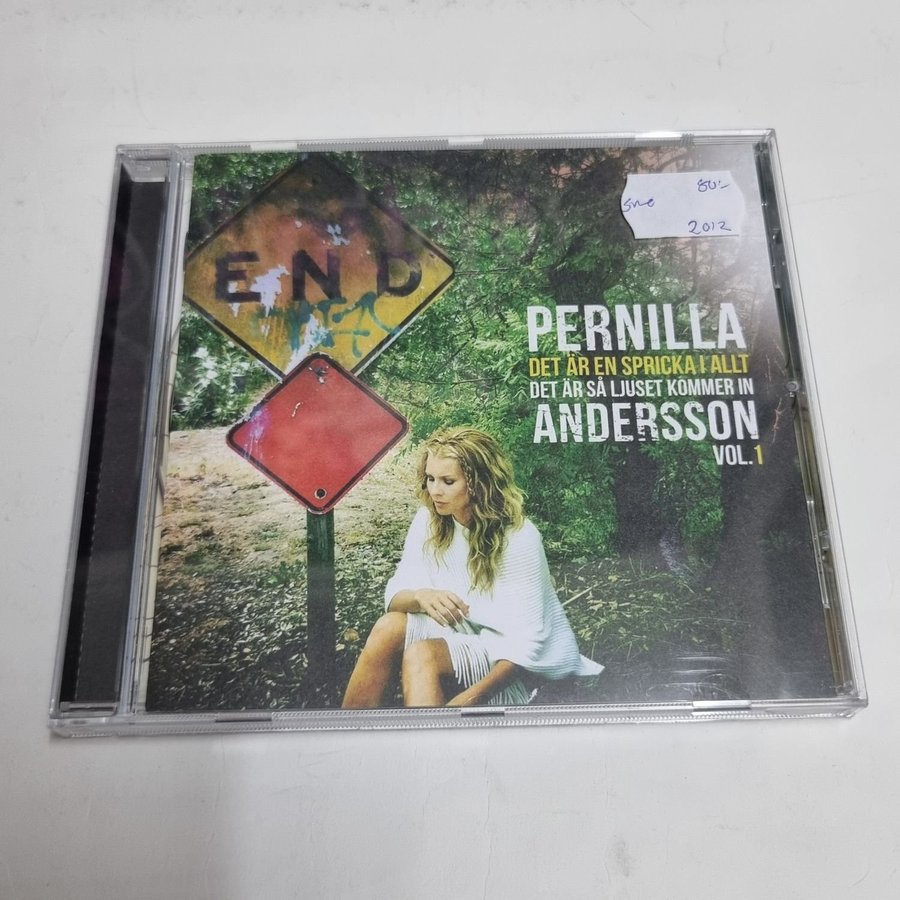 END
80:-
2012
PERNILLA
DET ÄR EN SPRICKA I ALLT
DET ÄR SÅ LJUSET KOMMER IN
ANDERSSON
VOL.1